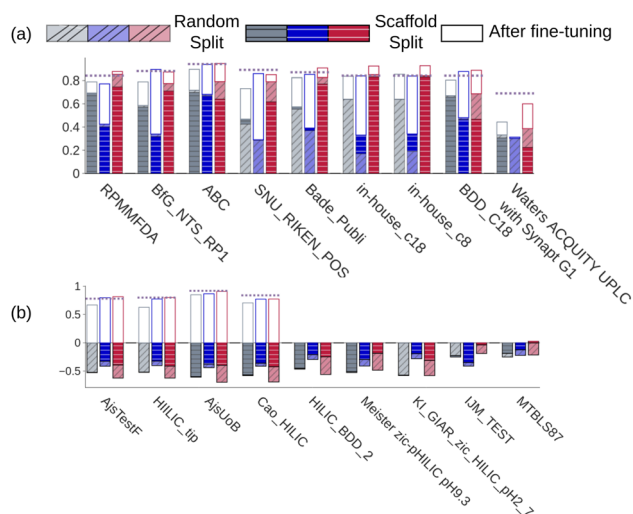 (a)
Random Split
Scaffold Split
After fine-tuning
0.8
0.6
0.4
0.2
0
RPMMFDA
BfG_NTS_RP1
ABC
SNU_RIKEN_POS
Bade_Publi
in-house_c18
in-house_c8
BDD_C18
Waters ACQUITY UPLC
with Synapt G1
(b)
1
0.5
0
−0.5
AjsTestF
HIILIC_tip
AjsUoB
Cao_HILIC
HILIC_BDD_2
Meister zic-pHILIC pH9.3
KI_GIAR_zic_HILIC_pH2_7
IJM_TEST
MTBLS87